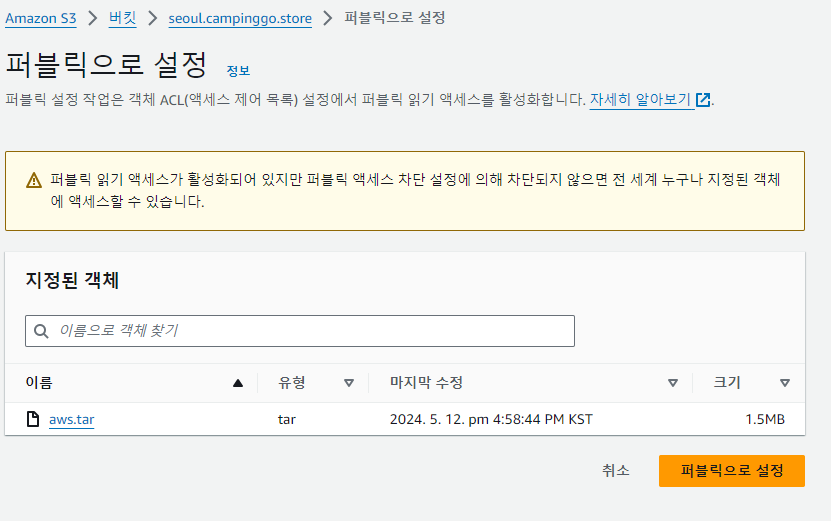 Amazon S3 > 버킷 > seoul.campinggo.store > 퍼블릭으로 설정
퍼블릭으로 설정 정보
퍼블릭 설정 작업은 객체 ACL(액세스 제어 목록) 설정에서 퍼블릭 읽기 액세스를 활성화합니다. 자세히 알아보기.
퍼블릭 읽기 액세스가 활성화되어 있지만 퍼블릭 액세스 차단 설정에 의해 차단되지 않으면 전 세계 누구나 지정된 객체
에 액세스할 수 있습니다.
지정된 객체
이름으로 객체 찾기
이름 유형 마지막 수정 크기
aws.tar tar 2024. 5. 12. pm 4:58:44 PM KST 1.5MB
취소 퍼블릭으로 설정